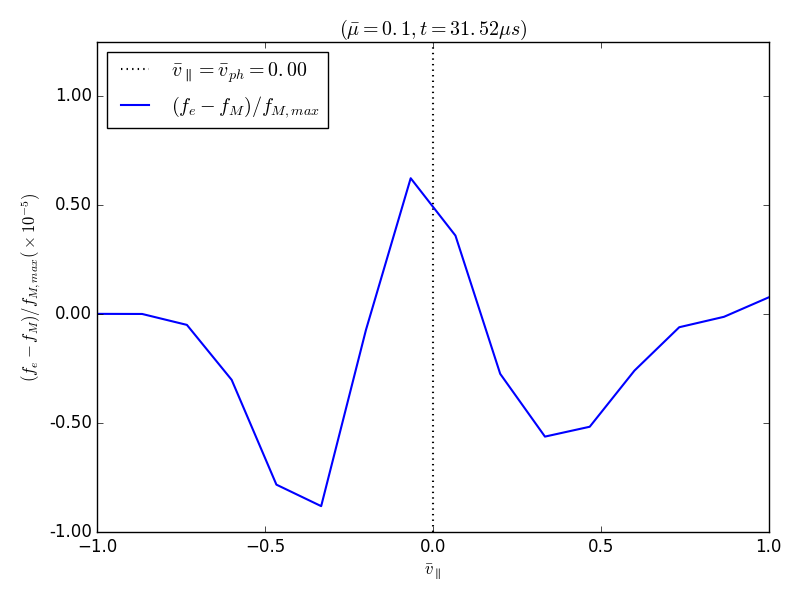 (μ̄ = 0.1, t = 31.52μs)
v̄∥ = v̄ph = 0.00
(fe − fM)/fM,max
1.00
0.50
0.00
-0.50
-1.00
(fe − fM)/fM,max(×10⁻⁵)
−1.0 −0.5 0.0 0.5 1.0
v̄∥